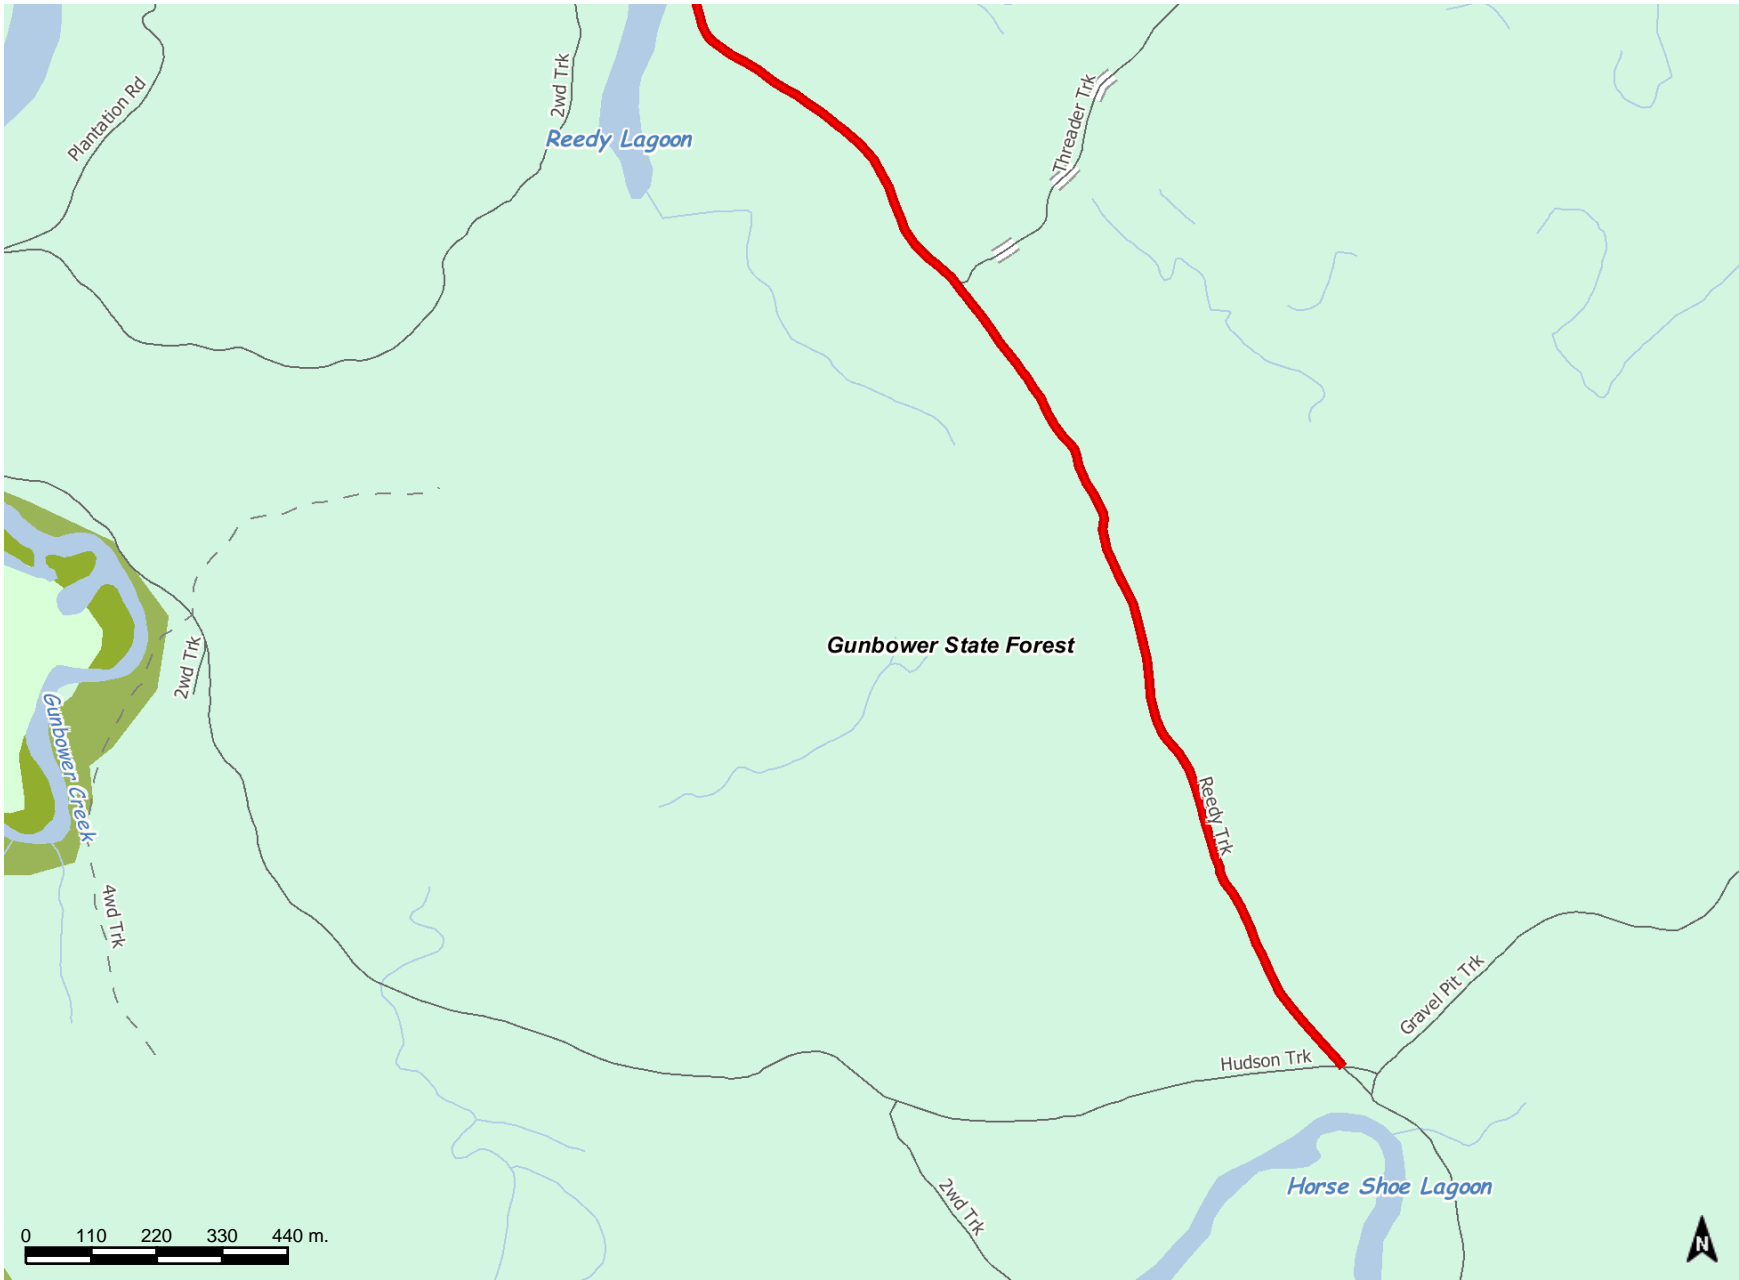 2wd Trk
Plantation Rd
Reedy Lagoon
Threader Trk
Gunbower State Forest
2wd Trk
Gunbower Creek
Reedy Trk
4wd Trk
Gravel Pit Trk
Hudson Trk
Horse Shoe Lagoon
2wd Trk
0 110 220 330 440 m.
N